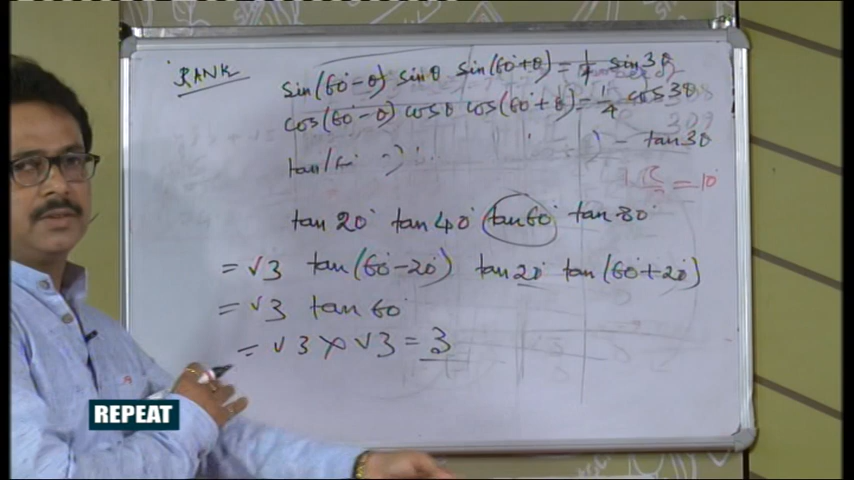 RANK
sin(60°-θ) sinθ sin(60°+θ) = 1/4 sin3θ
cos(60°-θ) cosθ cos(60°+θ) = 1/4 cos3θ
tan tan3θ
= 10
tan 20° tan 40° tan 60° tan 80°
= √3 tan(60°-20°) tan 20° tan(60°+20°)
= √3 tan 60°
= √3 × √3 = 3
REPEAT